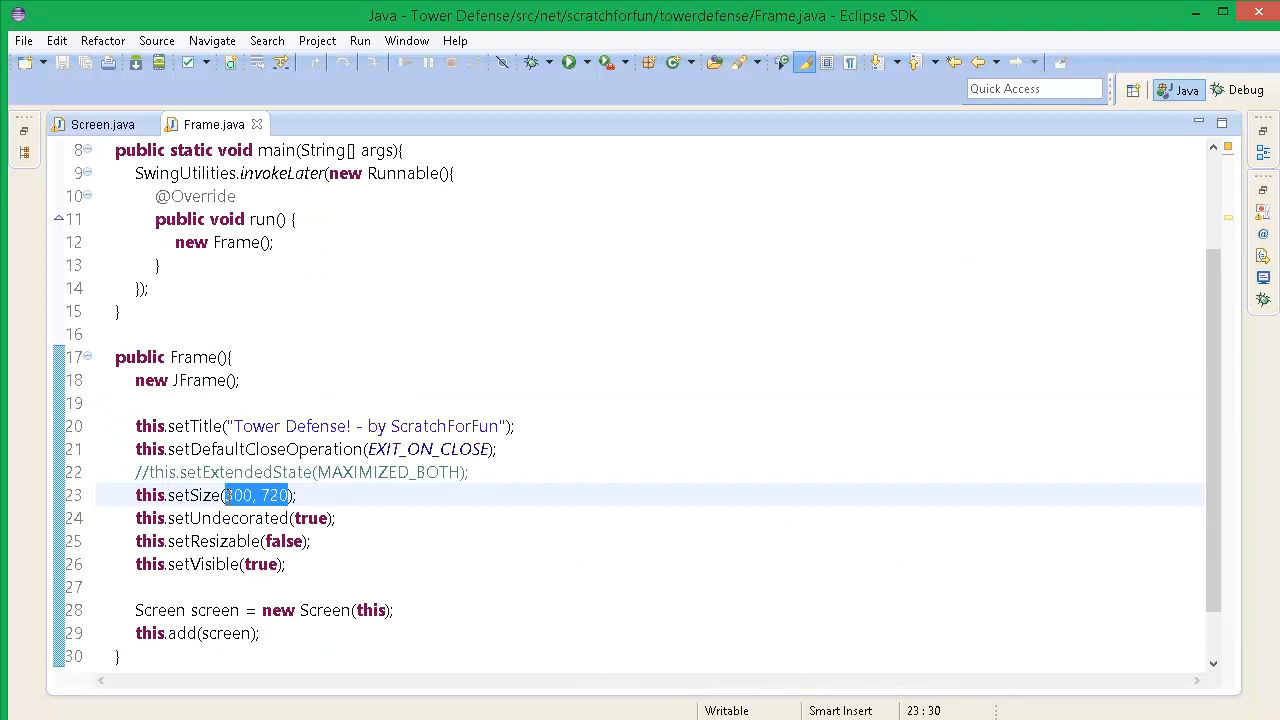 Java - Tower Defense/src/net/scratchforfun/towerdefense/Frame.java - Eclipse SDK
File Edit Refactor Source Navigate Search Project Run Window Help
Quick Access
Java
Debug
Screen.java
Frame.java
8 public static void main(String[] args){
9 SwingUtilities.invokeLater(new Runnable(){
10 @Override
11 public void run() {
12 new Frame();
13 }
14 });
15 }
16
17 public Frame(){
18 new JFrame();
19
20 this.setTitle("Tower Defense! - by ScratchForFun");
21 this.setDefaultCloseOperation(EXIT_ON_CLOSE);
22 //this.setExtendedState(MAXIMIZED_BOTH);
23 this.setSize(300, 720);
24 this.setUndecorated(true);
25 this.setResizable(false);
26 this.setVisible(true);
27
28 Screen screen = new Screen(this);
29 this.add(screen);
30 }
Writable
Smart Insert
23 : 30